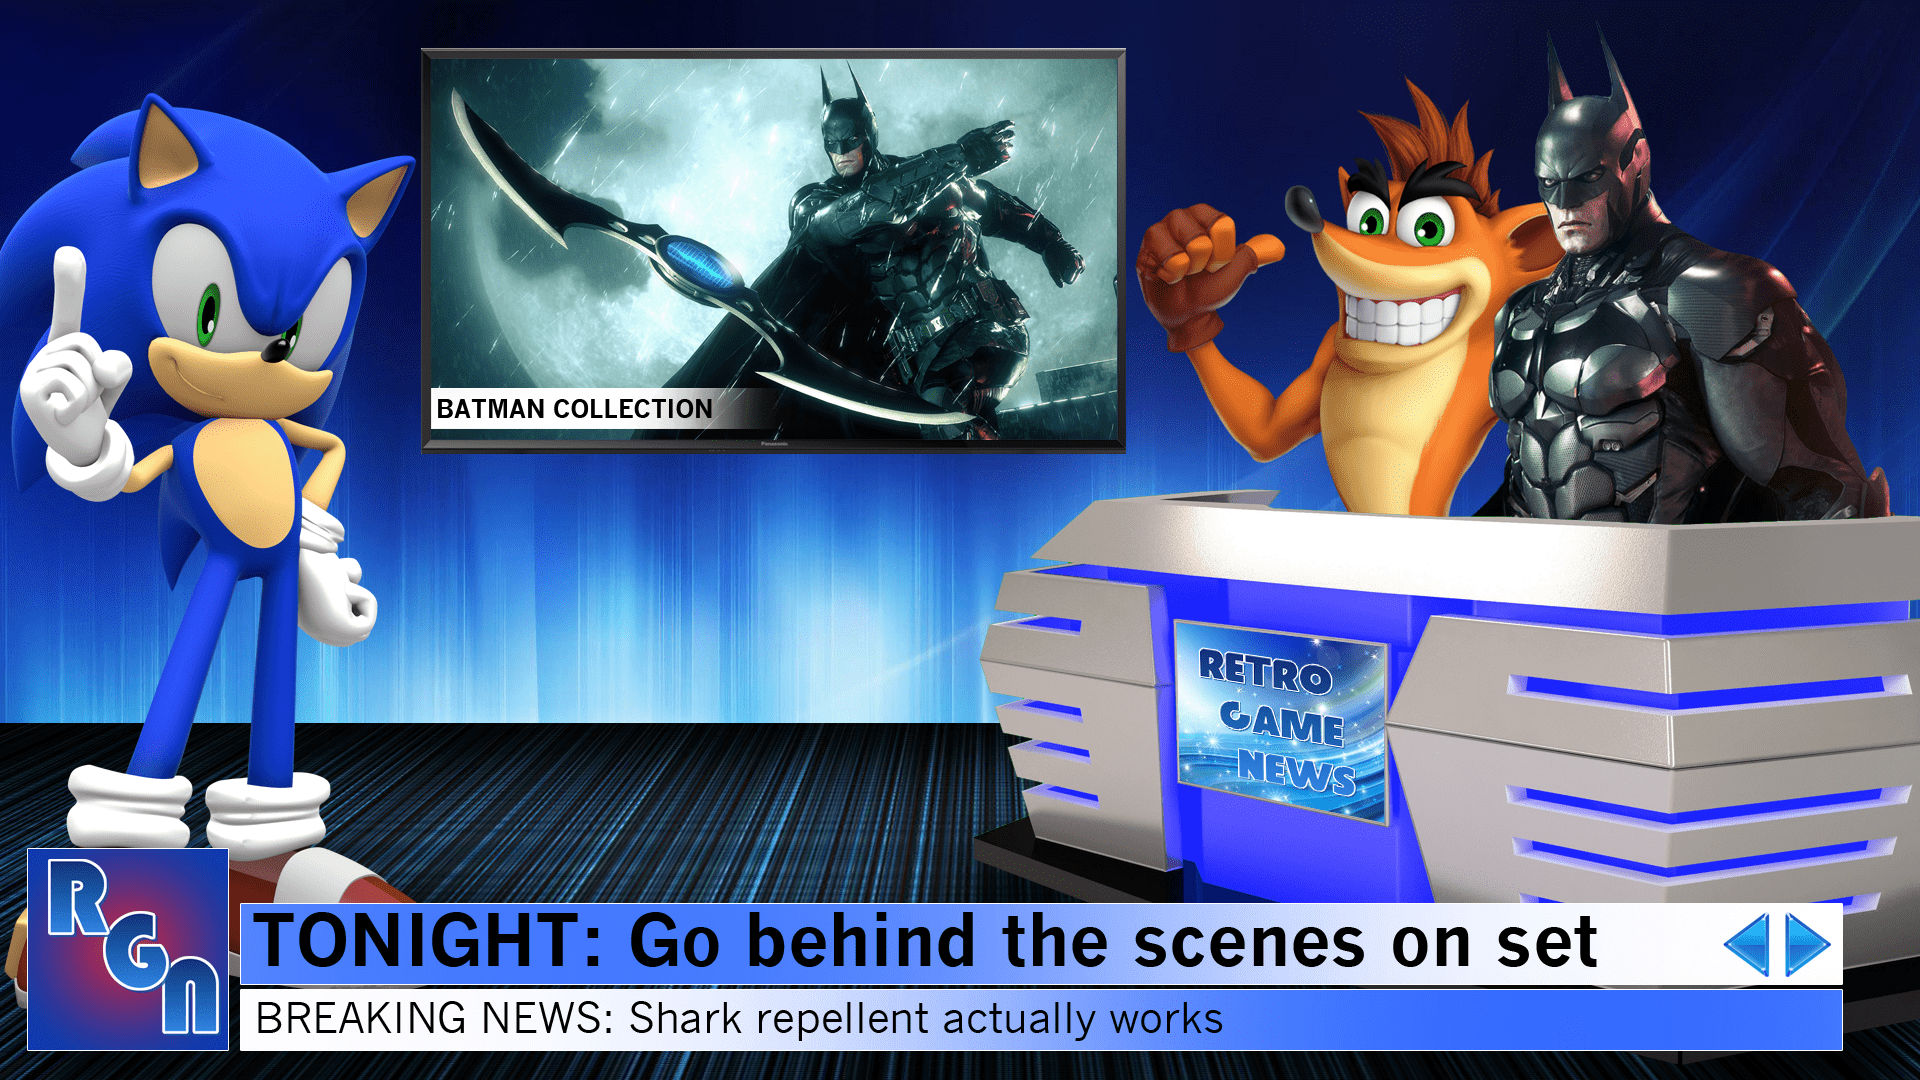 BATMAN COLLECTION
Panasonic
RETRO
GAME
NEWS
RGN
TONIGHT: Go behind the scenes on set
BREAKING NEWS: Shark repellent actually works